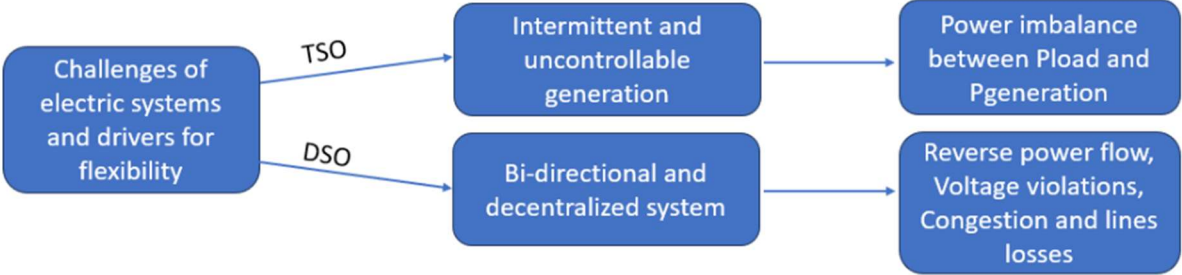 Challenges of
electric systems
and drivers for
flexibility
TSO
Intermittent and
uncontrollable
generation
Power imbalance
between Pload and
Pgeneration
DSO
Bi-directional and
decentralized system
Reverse power flow,
Voltage violations,
Congestion and lines
losses